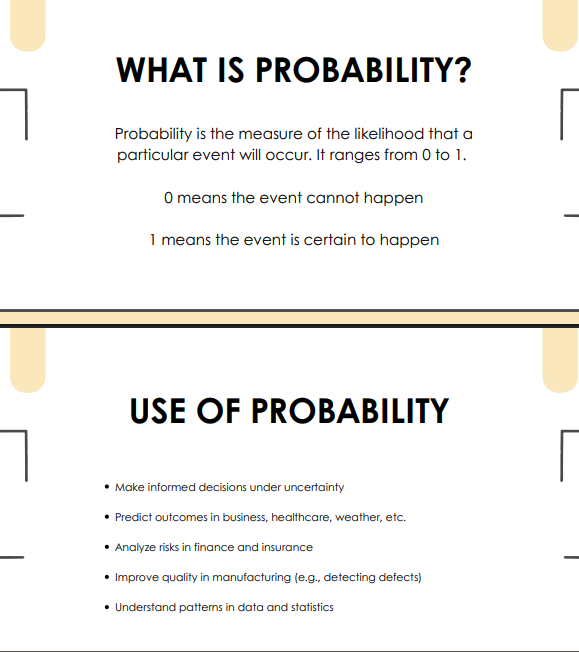 WHAT IS PROBABILITY?
Probability is the measure of the likelihood that a
particular event will occur. It ranges from 0 to 1.
0 means the event cannot happen
1 means the event is certain to happen
USE OF PROBABILITY
• Make informed decisions under uncertainty
• Predict outcomes in business, healthcare, weather, etc.
• Analyze risks in finance and insurance
• Improve quality in manufacturing (e.g., detecting defects)
• Understand patterns in data and statistics